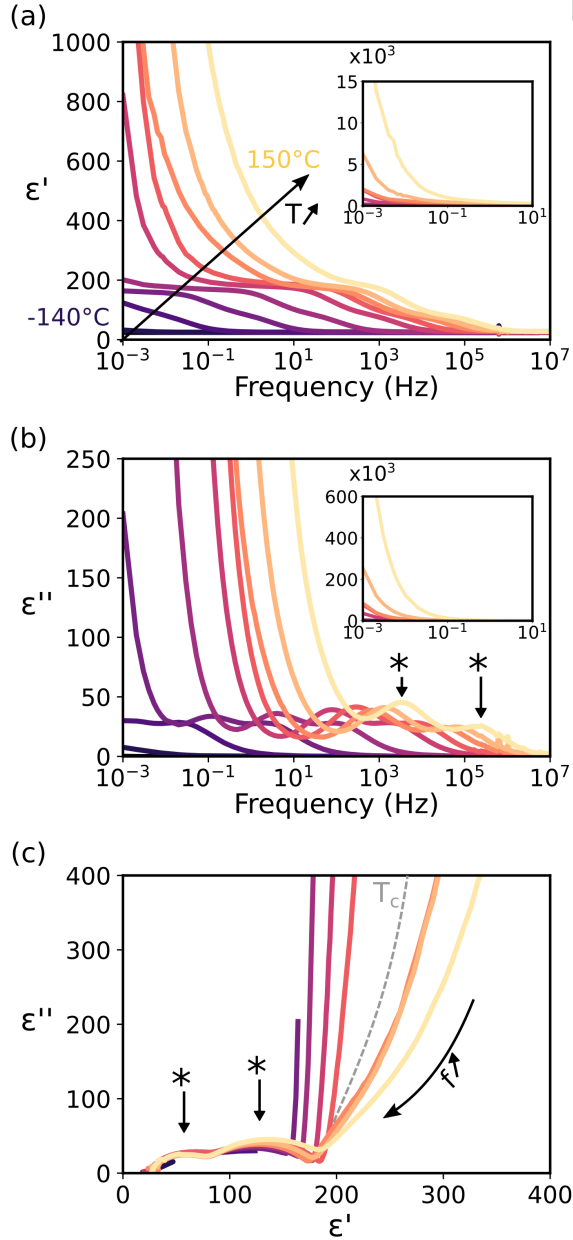 (a)
1000
800
600
400
200
0
ε'
150°C
T
-140°C
x10³
15
10
5
0
10⁻³ 10⁻¹ 10¹
10⁻³ 10⁻¹ 10¹ 10³ 10⁵ 10⁷
Frequency (Hz)
(b)
250
200
150
100
50
0
ε''
x10³
600
400
200
0
10⁻³ 10⁻¹ 10¹
* *
10⁻³ 10⁻¹ 10¹ 10³ 10⁵ 10⁷
Frequency (Hz)
(c)
400
300
200
100
0
ε''
T_c
f
* *
0 100 200 300 400
ε'